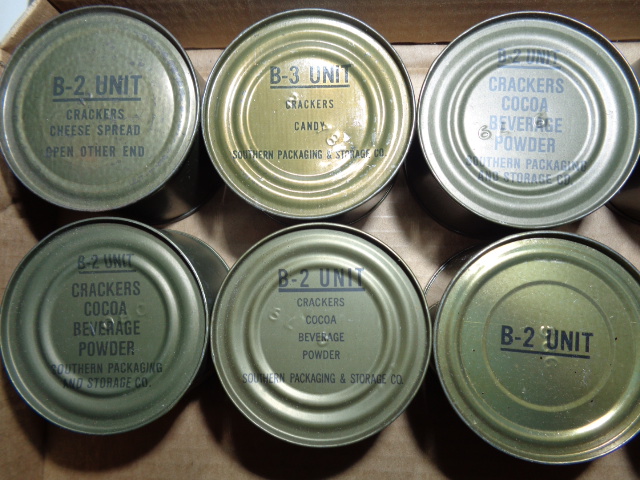 B-2 UNIT
CRACKERS
CHEESE SPREAD
OPEN OTHER END
B-3 UNIT
CRACKERS
CANDY
SOUTHERN PACKAGING & STORAGE CO.
B-2 UNIT
CRACKERS
COCOA
BEVERAGE
POWDER
SOUTHERN PACKAGING
AND STORAGE CO.
B-2 UNIT
CRACKERS
COCOA
BEVERAGE
POWDER
SOUTHERN PACKAGING
AND STORAGE CO.
B-2 UNIT
CRACKERS
COCOA
BEVERAGE
POWDER
SOUTHERN PACKAGING & STORAGE CO.
B-2 UNIT